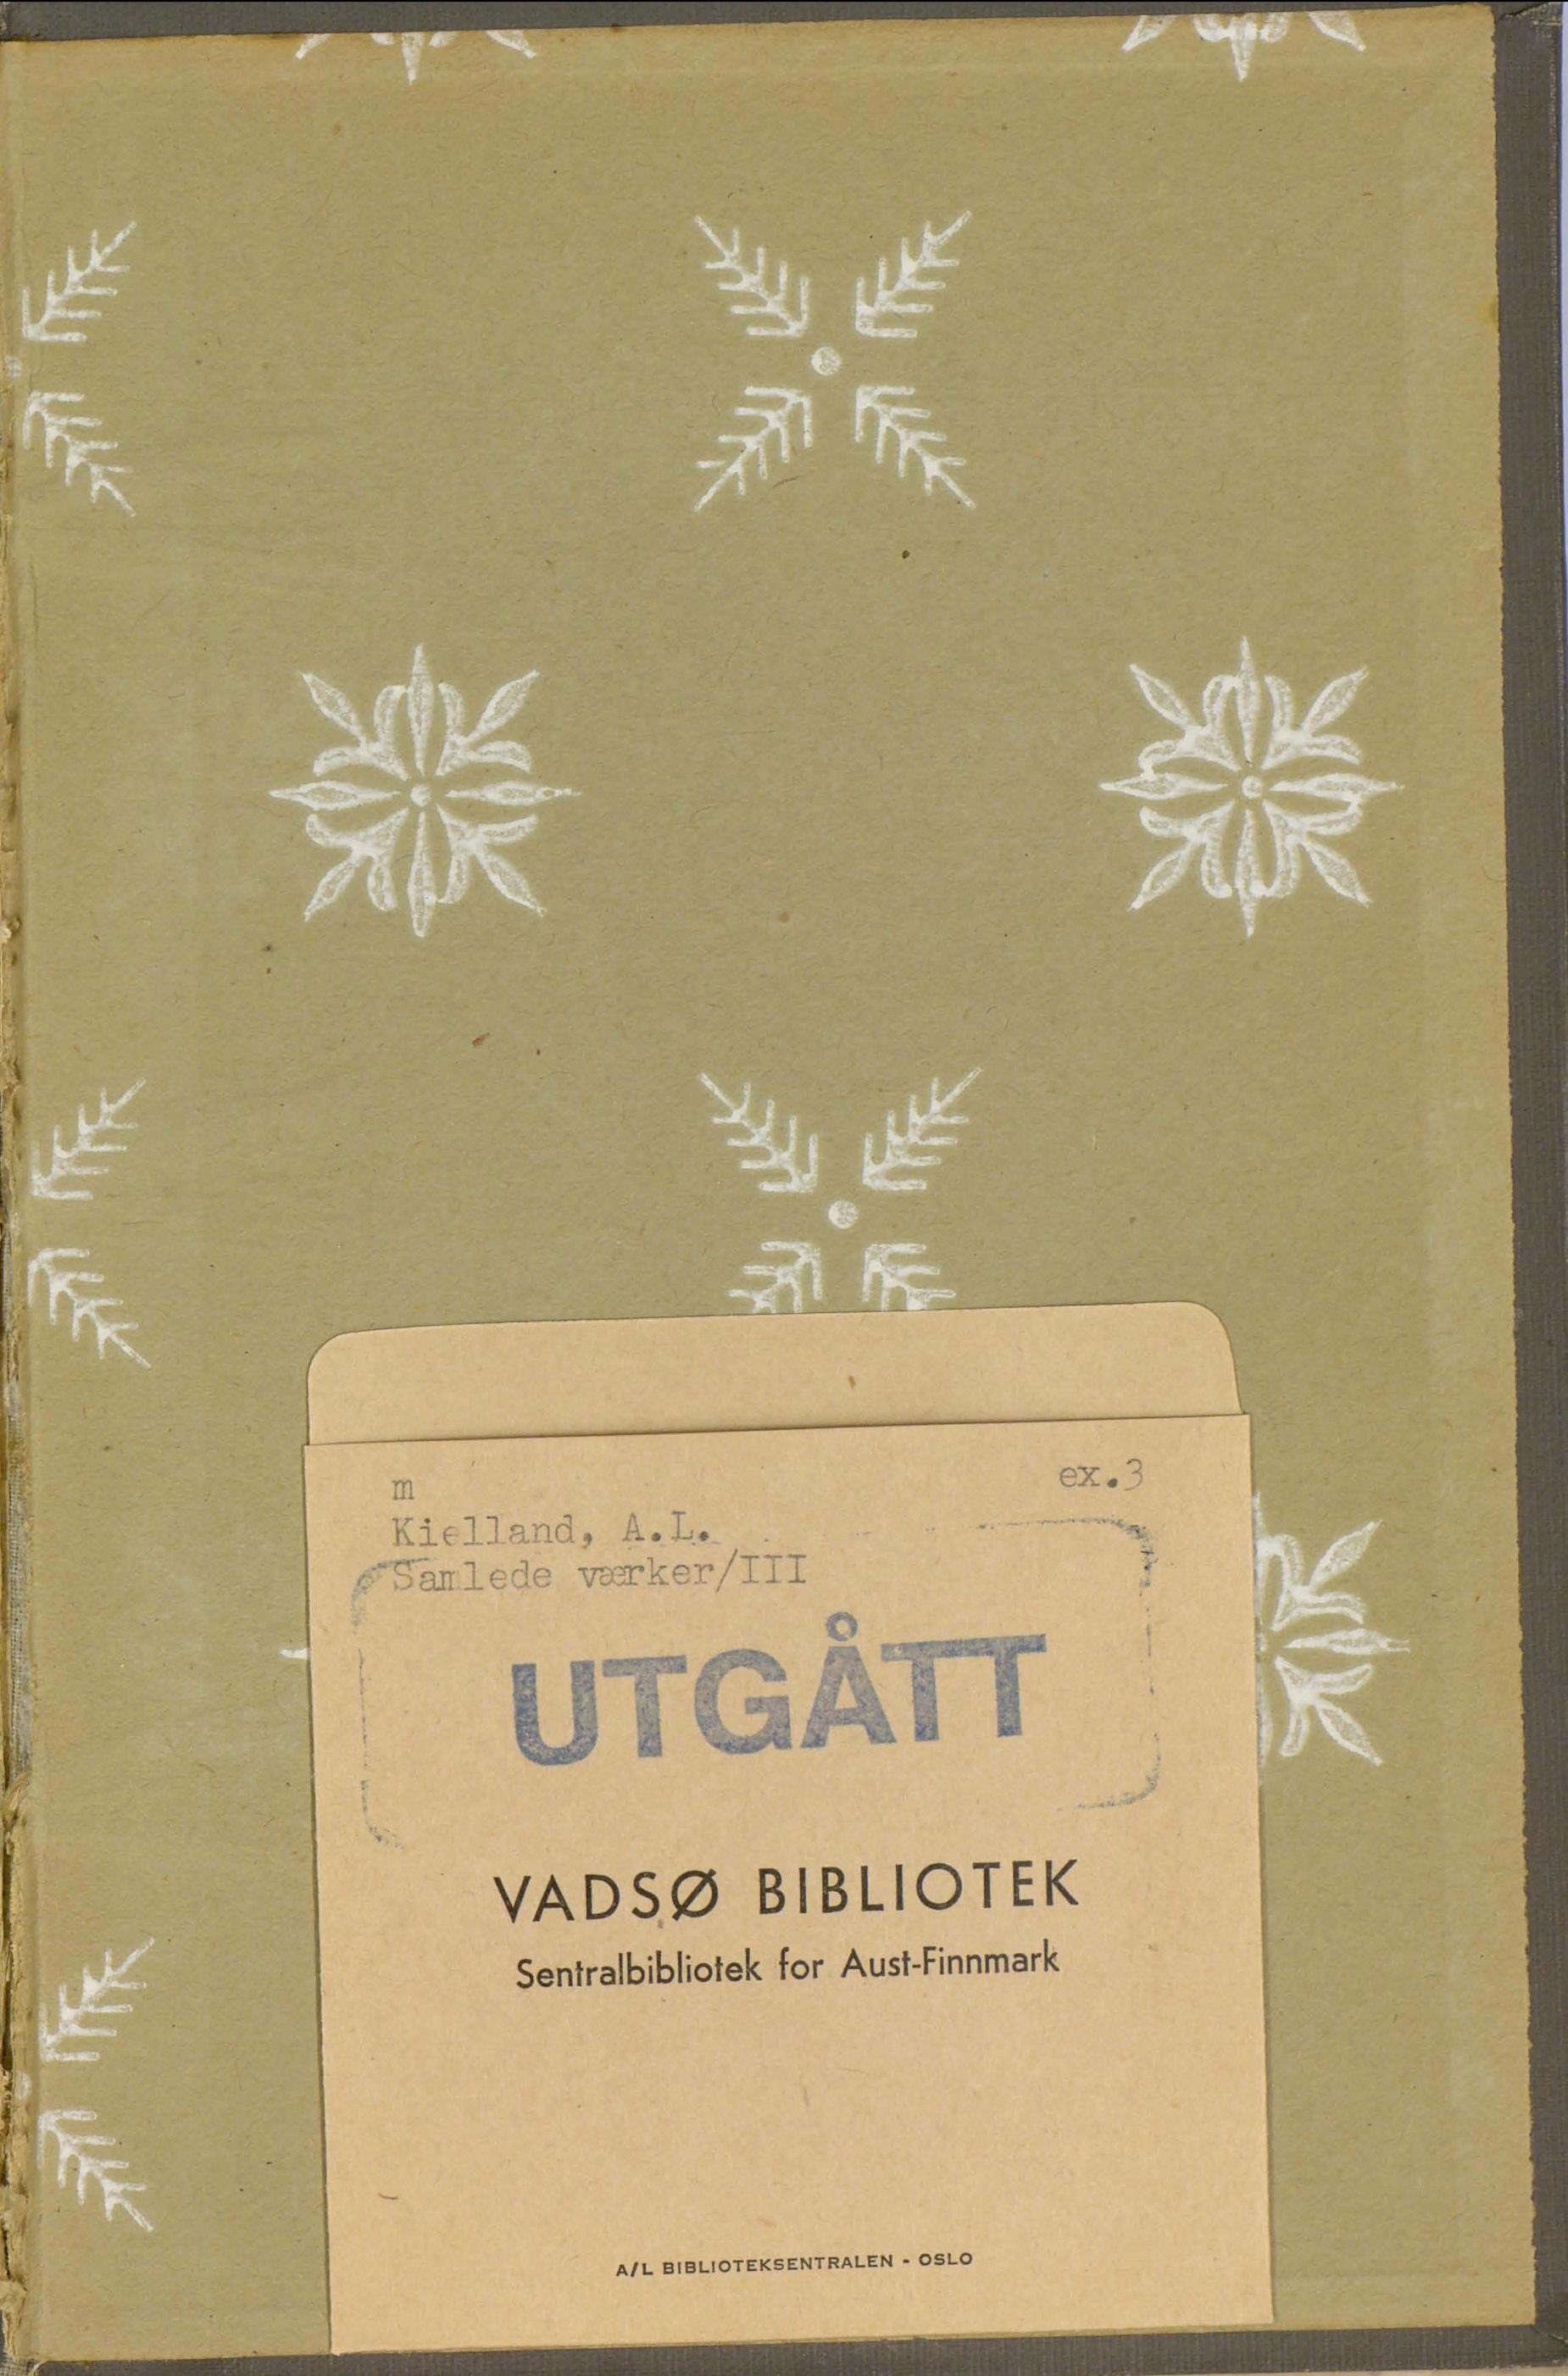 m ex.3
Kielland, A.L.
Samlede værker/III
UTGÅTT
VADSØ BIBLIOTEK
Sentralbibliotek for Aust-Finnmark
A/L BIBLIOTEKSENTRALEN - OSLO